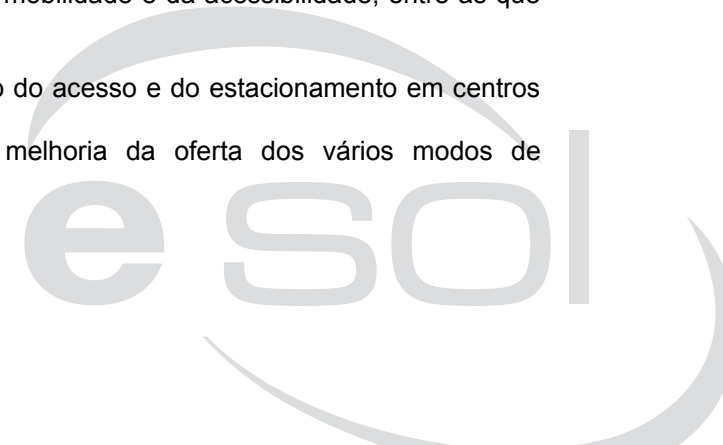 mobilidade e da acessibilidade, entre as que
o do acesso e do estacionamento em centros
melhoria da oferta dos vários modos de
e sol